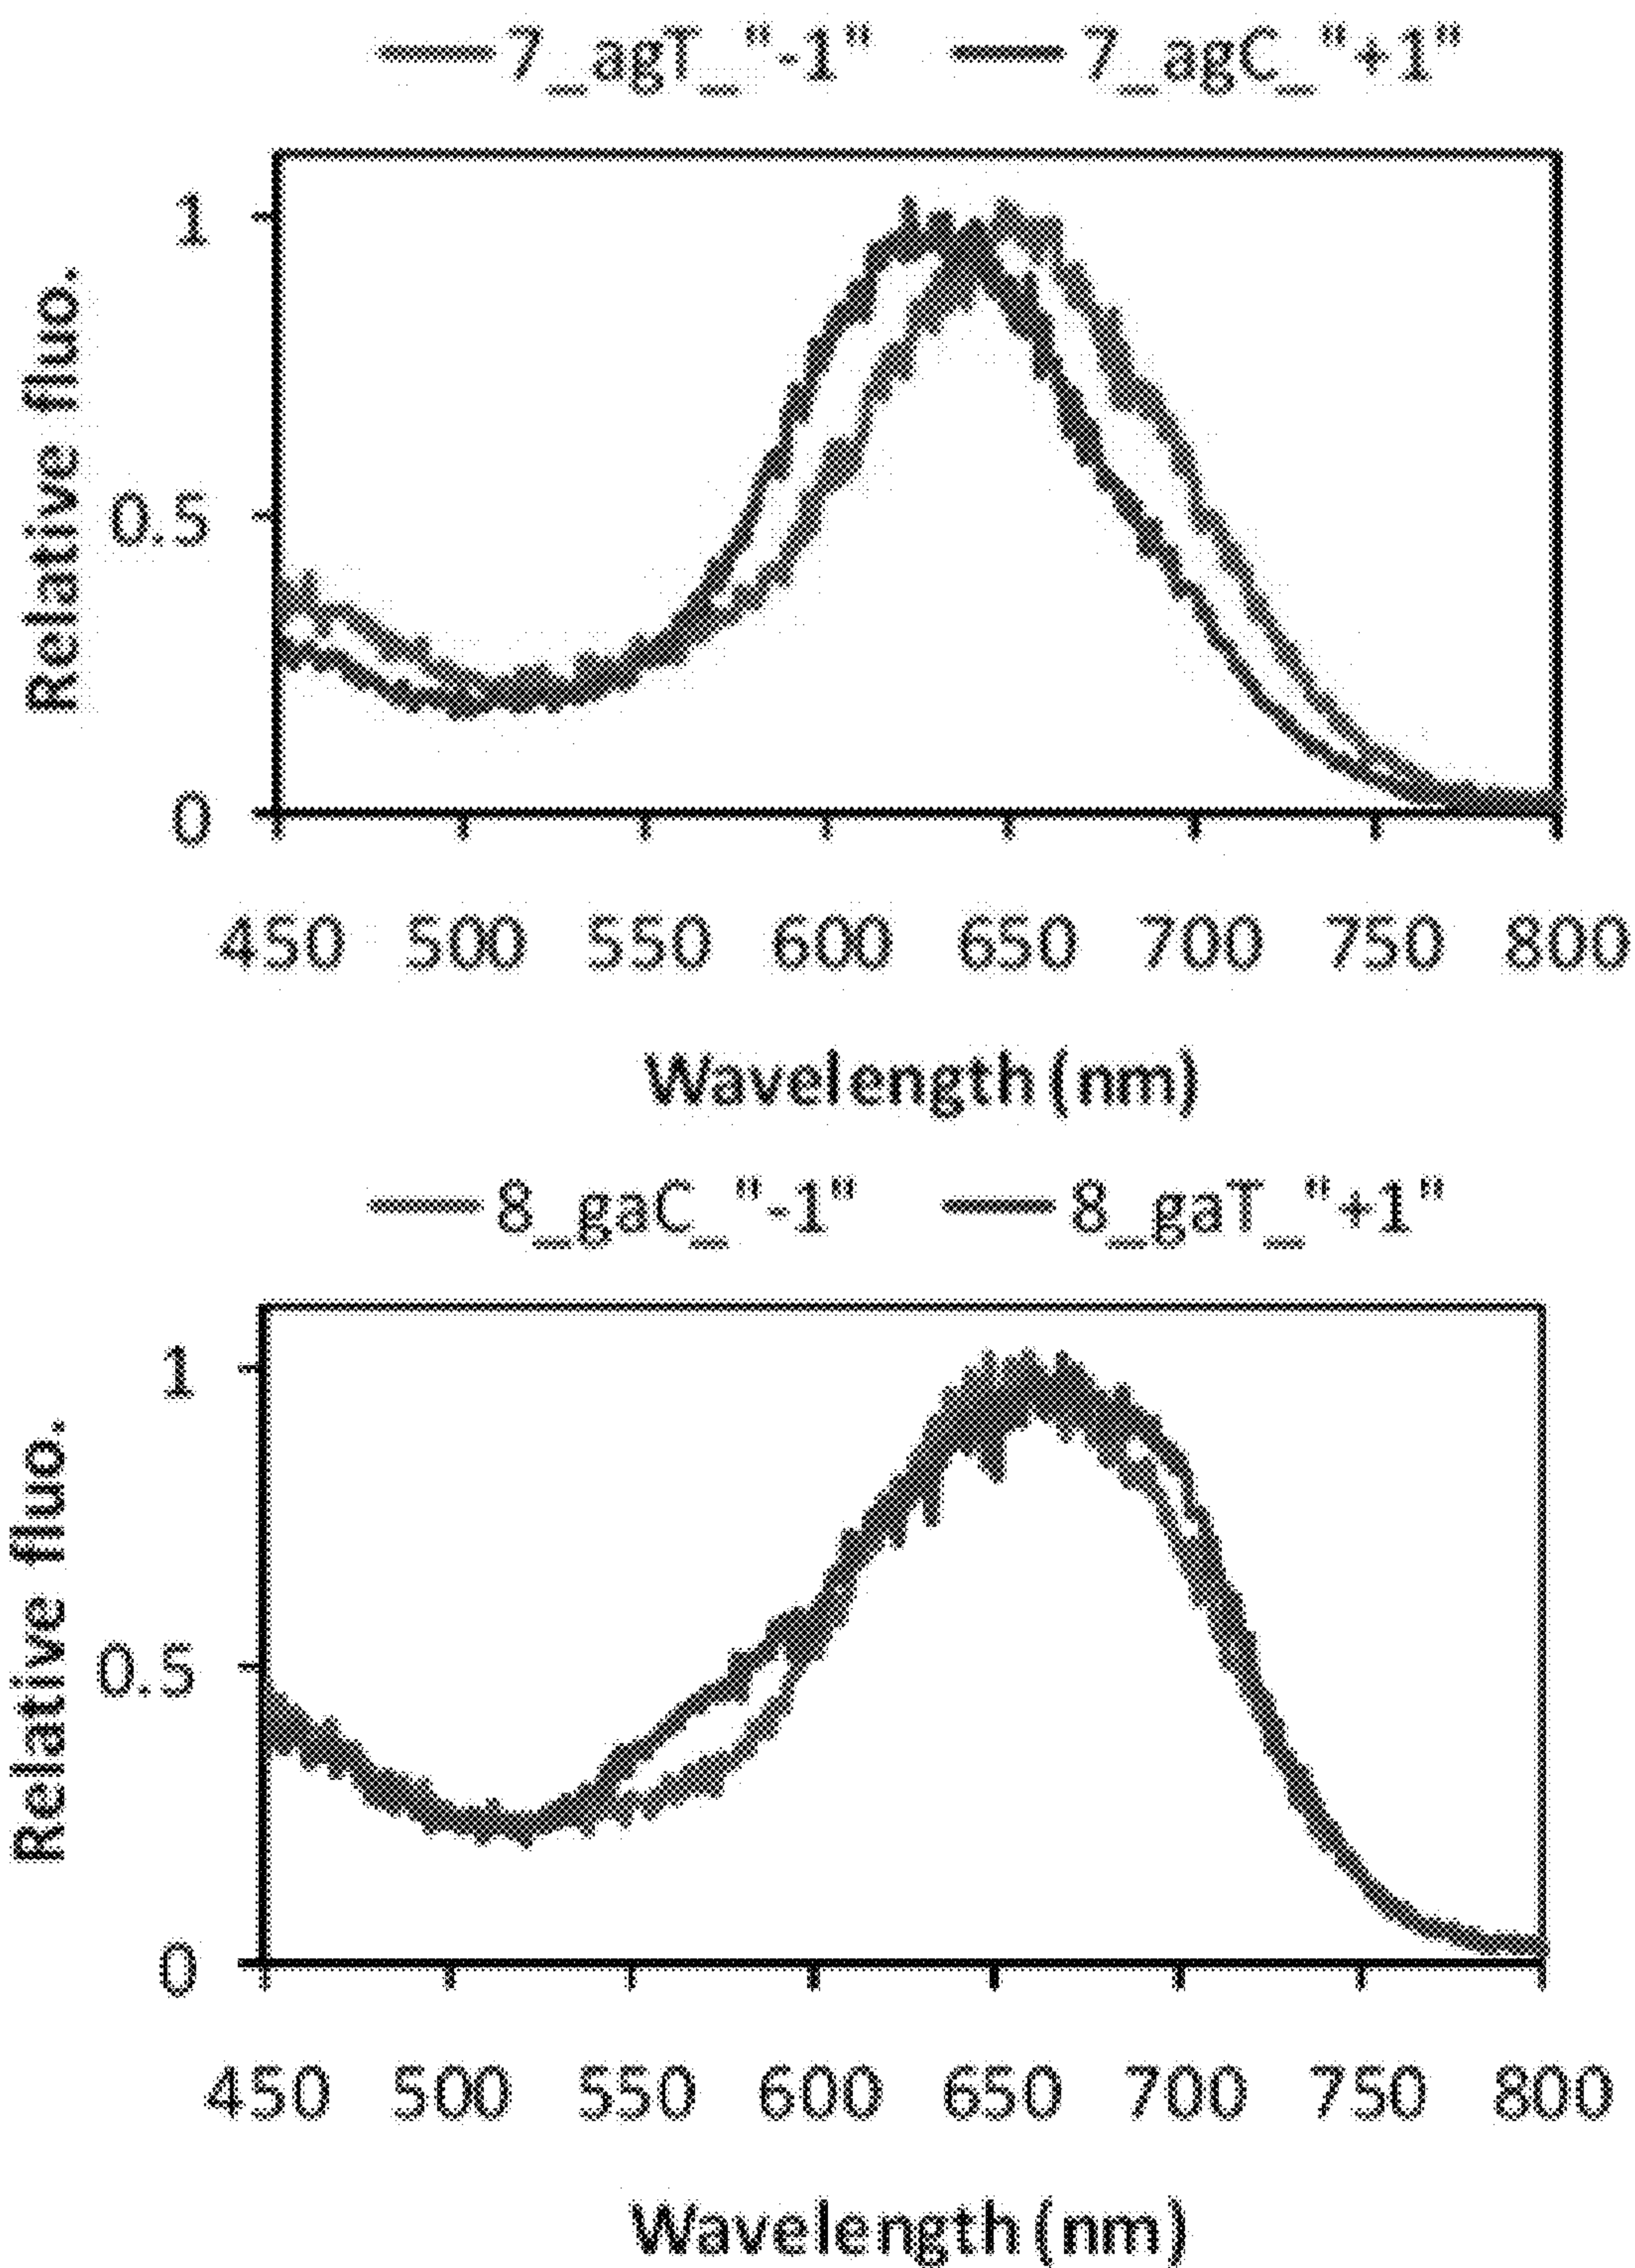 7_agT_"-1" 7_agC_"+1"
1
0.5
0
Relative fluo.
450 500 550 600 650 700 750 800
Wavelength (nm)
8_gaC_"-1" 8_gaT_"+1"
1
0.5
0
Relative fluo.
450 500 550 600 650 700 750 800
Wavelength (nm)